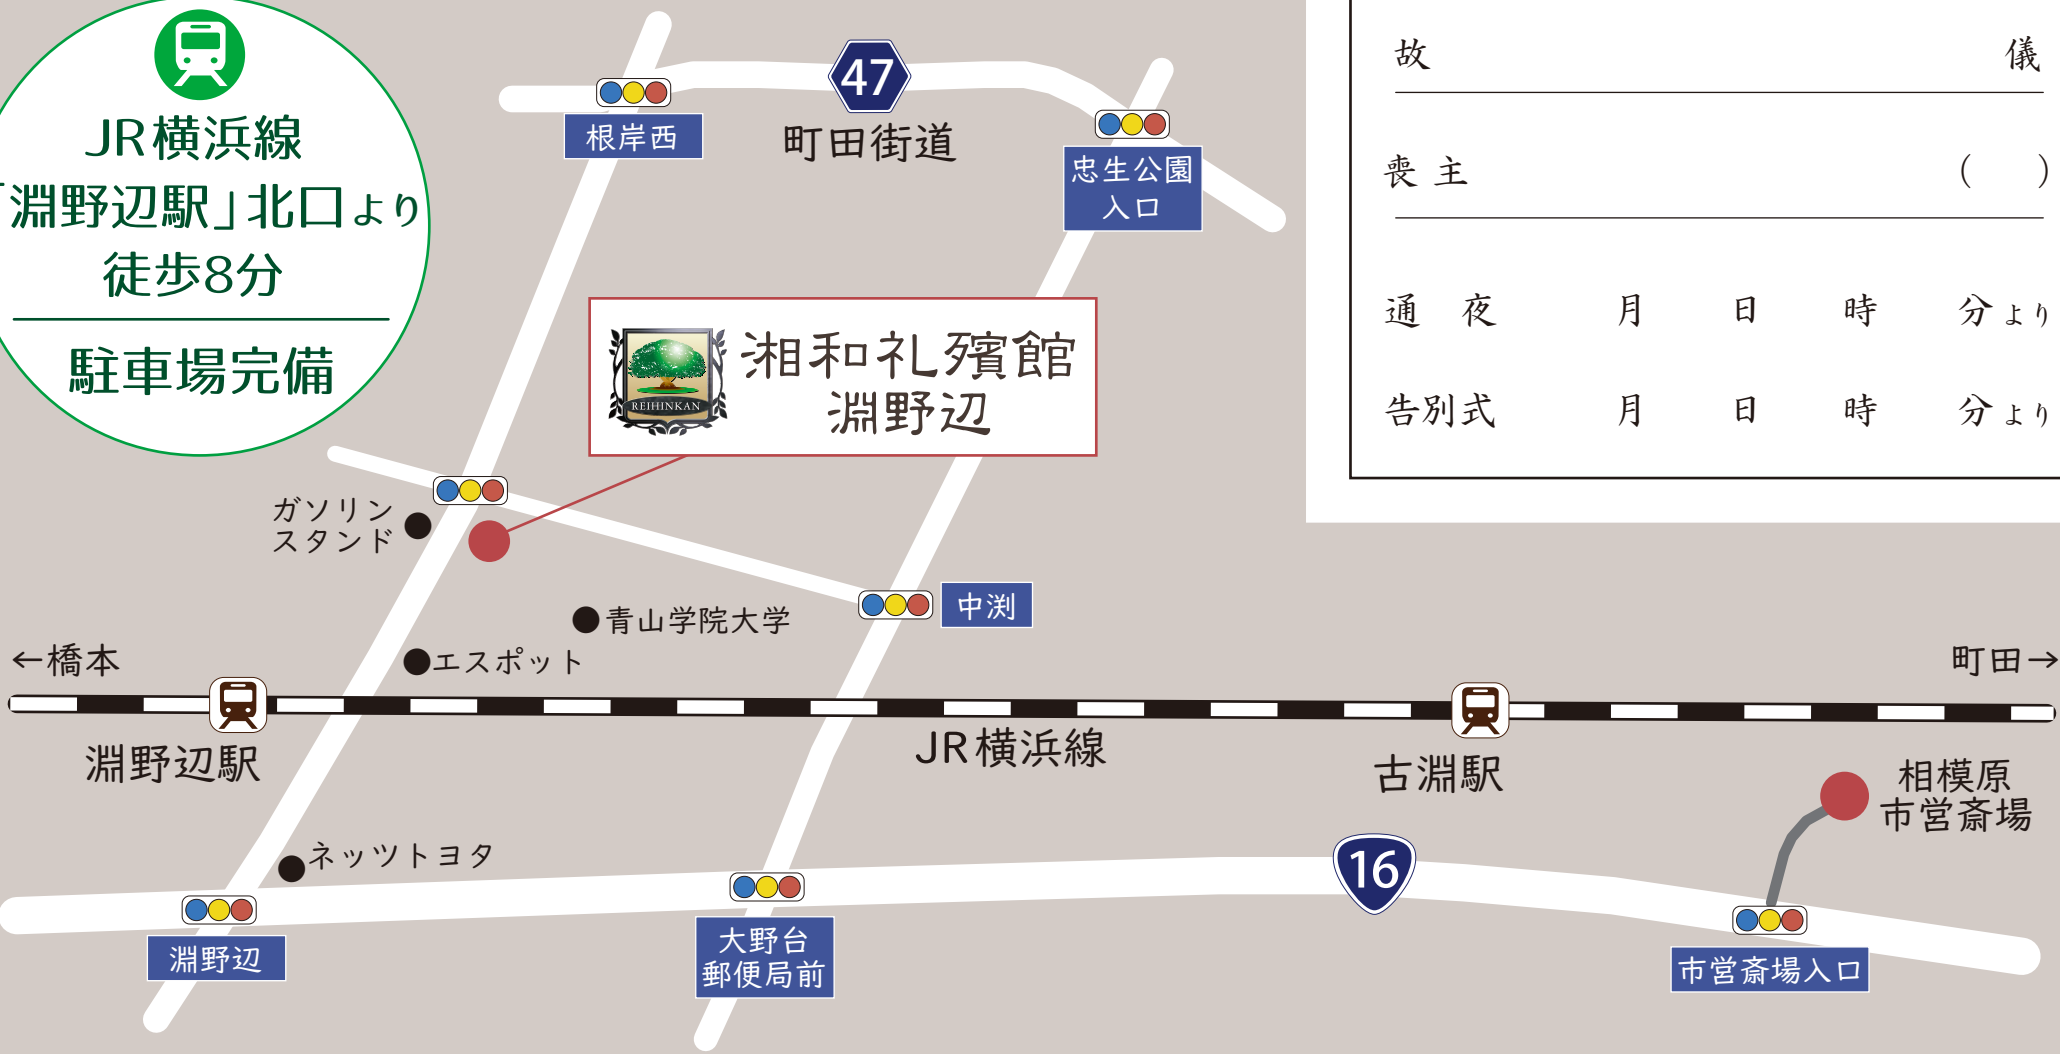 JR横浜線
「淵野辺駅」北口より
徒歩8分
駐車場完備
47
町田街道
根岸西
忠生公園
入口
REIHINKAN
湘和礼殯館
淵野辺
ガソリン
スタンド
中渕
青山学院大学
エスポット
←橋本
町田→
淵野辺駅
JR横浜線
古淵駅
相模原
市営斎場
ネッツトヨタ
16
淵野辺
大野台
郵便局前
市営斎場入口
故 儀
喪主 ( )
通夜 月 日 時 分より
告別式 月 日 時 分より